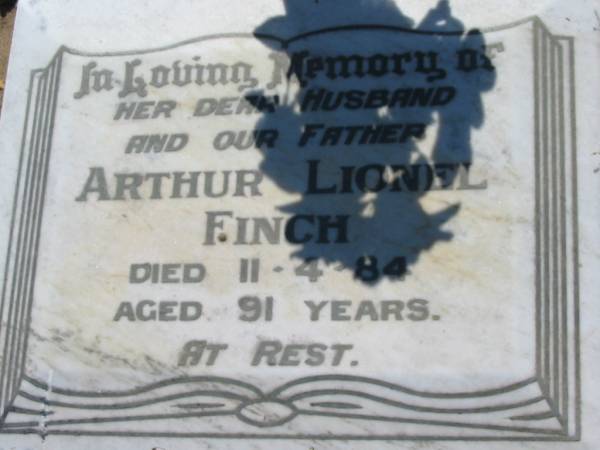 In Loving Memory of
HER DEAR HUSBAND
AND OUR FATHER
ARTHUR LIONEL
FINCH
DIED 11-4-84
AGED 91 YEARS.
AT REST.